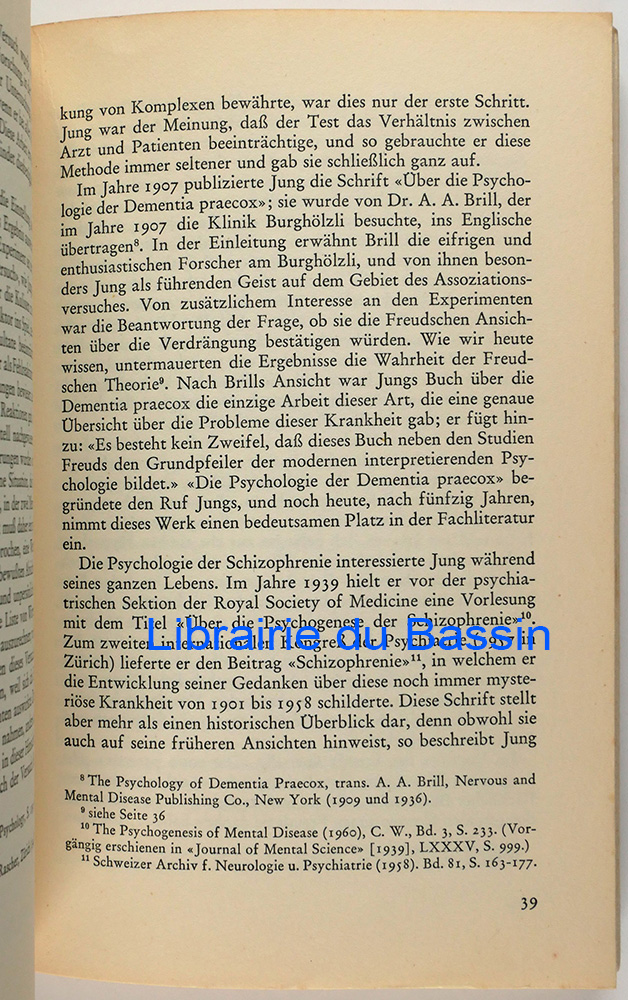 kung von Komplexen bewährte, war dies nur der erste Schritt.
Jung war der Meinung, daß der Test das Verhältnis zwischen
Arzt und Patienten beeinträchtige, und so gebrauchte er diese
Methode immer seltener und gab sie schließlich ganz auf.
Im Jahre 1907 publizierte Jung die Schrift «Über die Psycho-
logie der Dementia praecox»; sie wurde von Dr. A. A. Brill, der
im Jahre 1907 die Klinik Burghölzli besuchte, ins Englische
übertragen⁸. In der Einleitung erwähnt Brill die eifrigen und
enthusiastischen Forscher am Burghölzli, und von ihnen beson-
ders Jung als führenden Geist auf dem Gebiet des Assoziations-
versuches. Von zusätzlichem Interesse an den Experimenten
war die Beantwortung der Frage, ob sie die Freudschen Ansich-
ten über die Verdrängung bestätigen würden. Wie wir heute
wissen, untermauerten die Ergebnisse die Wahrheit der Freud-
schen Theorie⁹. Nach Brills Ansicht war Jungs Buch über die
Dementia praecox die einzige Arbeit dieser Art, die eine genaue
Übersicht über die Probleme dieser Krankheit gab; er fügt hin-
zu: «Es besteht kein Zweifel, daß dieses Buch neben den Studien
Freuds den Grundpfeiler der modernen interpretierenden Psy-
chologie bildet.» «Die Psychologie der Dementia praecox» be-
gründete den Ruf Jungs, und noch heute, nach fünfzig Jahren,
nimmt dieses Werk einen bedeutsamen Platz in der Fachliteratur
ein.
Die Psychologie der Schizophrenie interessierte Jung während
seines ganzen Lebens. Im Jahre 1939 hielt er vor der psychia-
trischen Sektion der Royal Society of Medicine eine Vorlesung
mit dem Titel «Über die Psychogenese der Schizophrenie»¹⁰.
Librairie du Bassin
Zum zweiten internationalen Kongreß der Psychiatrie (1957 in
Zürich) lieferte er den Beitrag «Schizophrenie»¹¹, in welchem er
die Entwicklung seiner Gedanken über diese noch immer myste-
riöse Krankheit von 1901 bis 1958 schilderte. Diese Schrift stellt
aber mehr als einen historischen Überblick dar, denn obwohl sie
auch auf seine früheren Ansichten hinweist, so beschreibt Jung
⁸ The Psychology of Dementia Praecox, trans. A. A. Brill, Nervous and
Mental Disease Publishing Co., New York (1909 und 1936).
⁹ siehe Seite 36
¹⁰ The Psychogenesis of Mental Disease (1960), C. W., Bd. 3, S. 233. (Vor-
gängig erschienen in «Journal of Mental Science» [1939], LXXXV, S. 999.)
¹¹ Schweizer Archiv f. Neurologie u. Psychiatrie (1958). Bd. 81, S. 163-177.
39